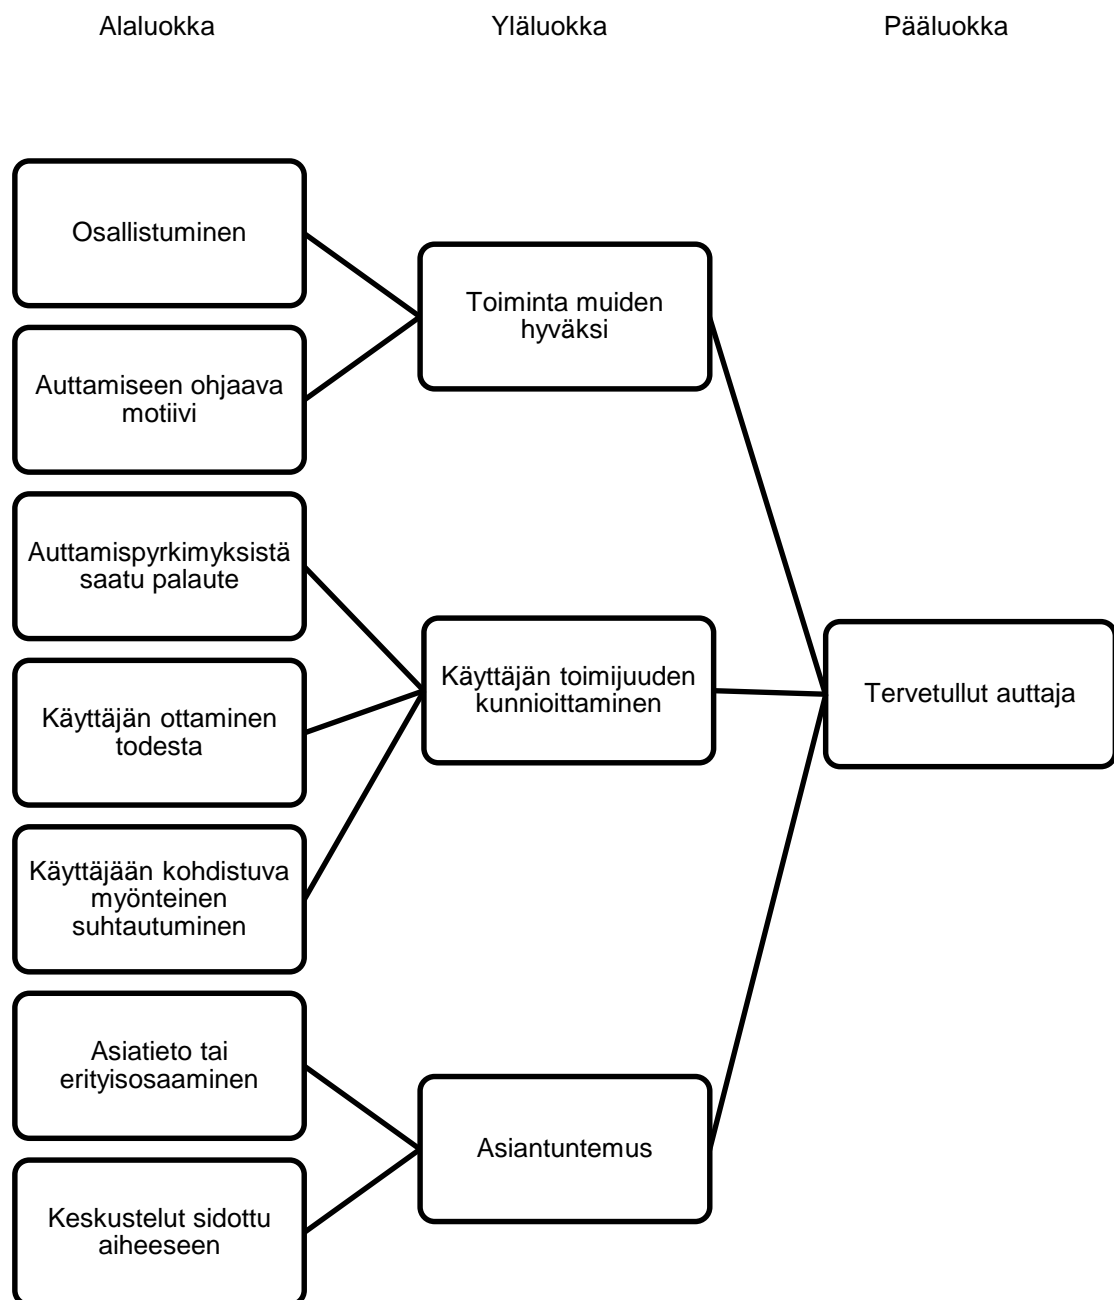 Alaluokka
Yläluokka
Pääluokka
Osallistuminen
Auttamiseen ohjaava
motiivi
Auttamispyrkimyksistä
saatu palaute
Käyttäjän ottaminen
todesta
Käyttäjään kohdistuva
myönteinen
suhtautuminen
Asiatieto tai
erityisosaaminen
Keskustelut sidottu
aiheeseen
Toiminta muiden
hyväksi
Käyttäjän toimijuuden
kunnioittaminen
Asiantuntemus
Tervetullut auttaja